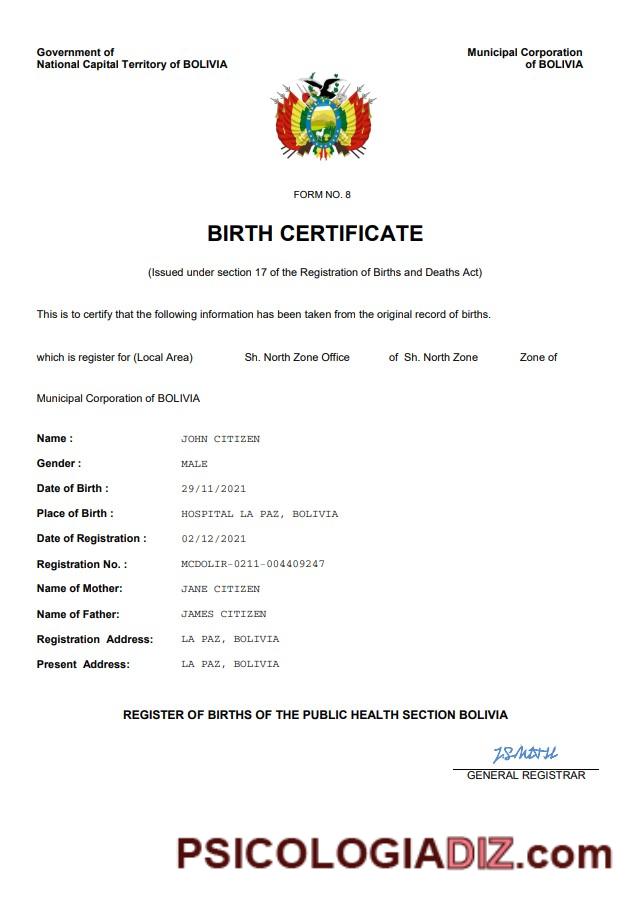 Government of
National Capital Territory of BOLIVIA
Municipal Corporation
of BOLIVIA
FORM NO. 8
BIRTH CERTIFICATE
(Issued under section 17 of the Registration of Births and Deaths Act)
This is to certify that the following information has been taken from the original record of births.
which is register for (Local Area) Sh. North Zone Office of Sh. North Zone Zone of
Municipal Corporation of BOLIVIA
Name : JOHN CITIZEN
Gender : MALE
Date of Birth : 29/11/2021
Place of Birth : HOSPITAL LA PAZ, BOLIVIA
Date of Registration : 02/12/2021
Registration No. : MCDOLIR-0211-004409247
Name of Mother: JANE CITIZEN
Name of Father: JAMES CITIZEN
Registration Address: LA PAZ, BOLIVIA
Present Address: LA PAZ, BOLIVIA
REGISTER OF BIRTHS OF THE PUBLIC HEALTH SECTION BOLIVIA
GENERAL REGISTRAR
PSICOLOGIADIZ.com